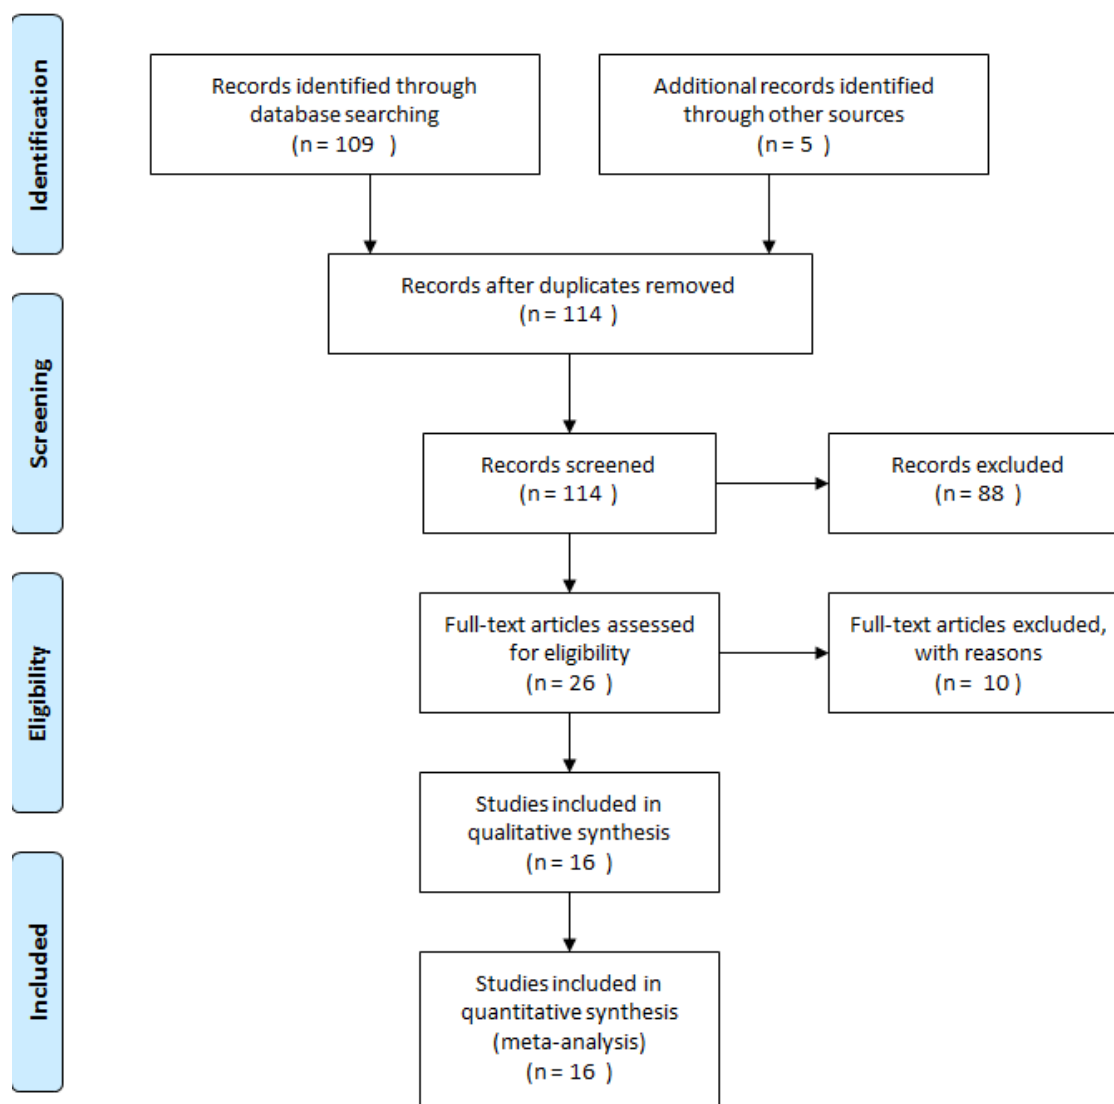 Identification
Records identified through
database searching
(n = 109 )
Additional records identified
through other sources
(n = 5 )
Records after duplicates removed
(n = 114 )
Screening
Records screened
(n = 114 )
Records excluded
(n = 88 )
Eligibility
Full-text articles assessed
for eligibility
(n = 26 )
Full-text articles excluded,
with reasons
(n = 10 )
Studies included in
qualitative synthesis
(n = 16 )
Included
Studies included in
quantitative synthesis
(meta-analysis)
(n = 16 )